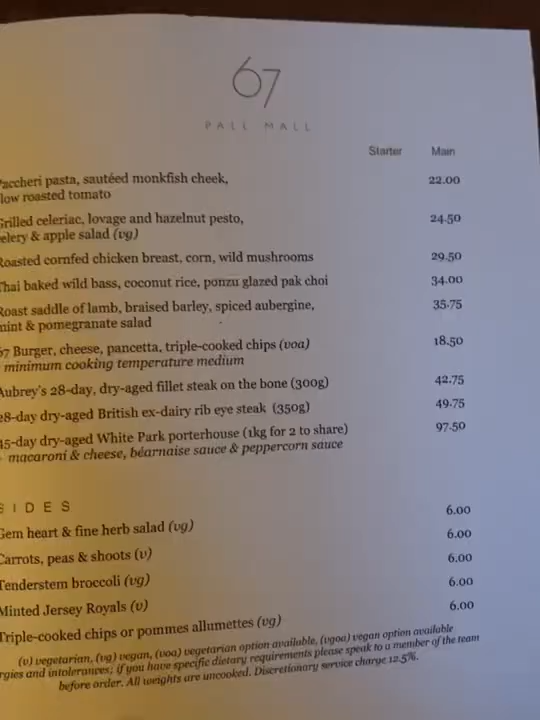 67
PALL MALL
Starter Main
Paccheri pasta, sautéed monkfish cheek, 22.00
low roasted tomato
Grilled celeriac, lovage and hazelnut pesto, 24.50
elery & apple salad (vg)
Roasted cornfed chicken breast, corn, wild mushrooms 29.50
Thai baked wild bass, coconut rice, ponzu glazed pak choi 34.00
Roast saddle of lamb, braised barley, spiced aubergine, 35.75
mint & pomegranate salad
67 Burger, cheese, pancetta, triple-cooked chips (voa) 18.50
- minimum cooking temperature medium
Aubrey's 28-day, dry-aged fillet steak on the bone (300g) 42.75
28-day dry-aged British ex-dairy rib eye steak (350g) 49.75
45-day dry-aged White Park porterhouse (1kg for 2 to share) 97.50
- macaroni & cheese, béarnaise sauce & peppercorn sauce
SIDES
Gem heart & fine herb salad (vg) 6.00
Carrots, peas & shoots (v) 6.00
Tenderstem broccoli (vg) 6.00
Minted Jersey Royals (v) 6.00
Triple-cooked chips or pommes allumettes (vg) 6.00
(v) vegetarian, (vg) vegan, (voa) vegetarian option available, (vgoa) vegan option available
rgies and intolerances; if you have specific dietary requirements please speak to a member of the team
before order. All weights are uncooked. Discretionary service charge 12.5%.